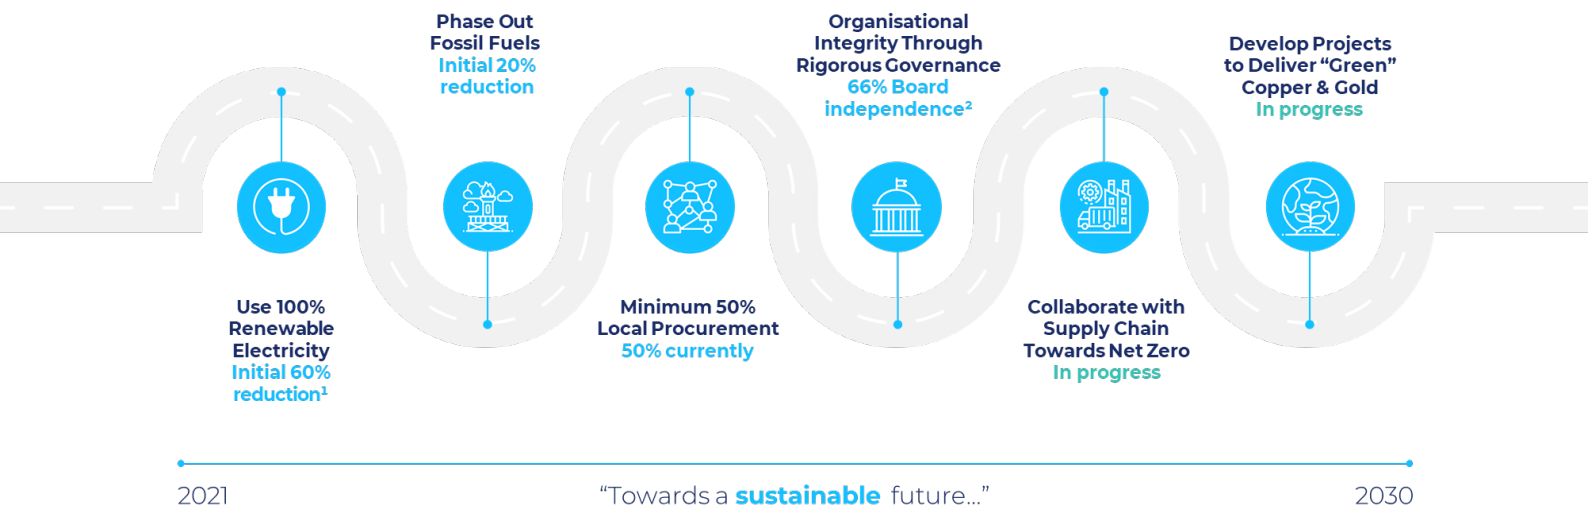 Use 100%
Renewable
Electricity
Initial 60%
reduction¹
Phase Out
Fossil Fuels
Initial 20%
reduction
Minimum 50%
Local Procurement
50% currently
Organisational
Integrity Through
Rigorous Governance
66% Board
independence²
Collaborate with
Supply Chain
Towards Net Zero
In progress
Develop Projects
to Deliver “Green”
Copper & Gold
In progress
2021
“Towards a sustainable future...”
2030